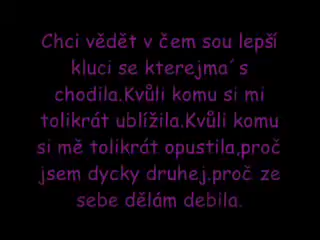 Chci vědět v čem sou lepší
kluci se kterejma´s
chodila.Kvůli komu si mi
tolikrát ublížila.Kvůli komu
si mě tolikrát opustila,proč
jsem dycky druhej.proč ze
sebe dělám debila.